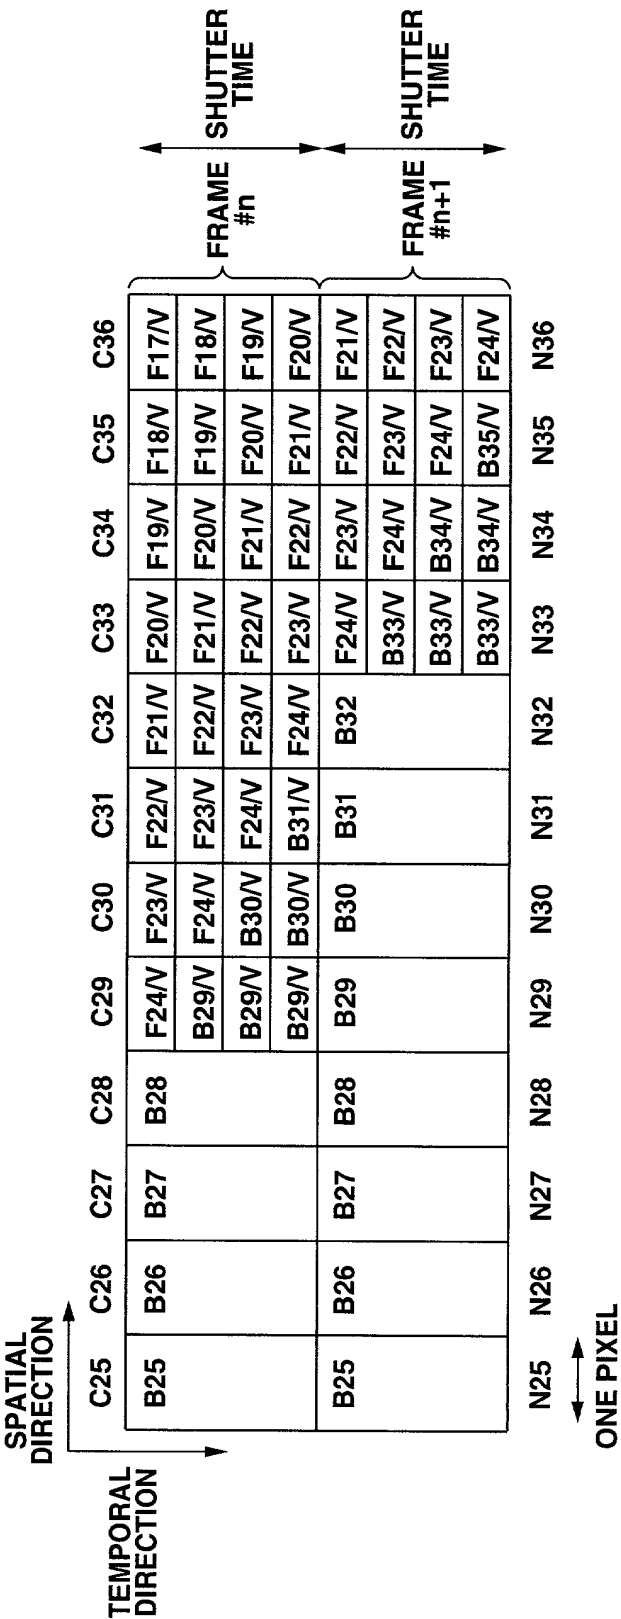 SPATIAL
DIRECTION
TEMPORAL
DIRECTION
C25 C26 C27 C28 C29 C30 C31 C32 C33 C34 C35 C36
B25 B26 B27 B28 F24/V F23/V F22/V F21/V F20/V F19/V F18/V F17/V
B29/V F24/V F23/V F22/V F21/V F20/V F19/V F18/V
B29/V B30/V F24/V F23/V F22/V F21/V F20/V F19/V
B29/V B30/V B31/V F24/V F23/V F22/V F21/V F20/V
FRAME
#n
SHUTTER
TIME
B25 B26 B27 B28 B29 B30 B31 B32 F24/V F23/V F22/V F21/V
B33/V F24/V F23/V F22/V
B33/V B34/V F24/V F23/V
B33/V B34/V B35/V F24/V
FRAME
#n+1
SHUTTER
TIME
N25 N26 N27 N28 N29 N30 N31 N32 N33 N34 N35 N36
ONE PIXEL